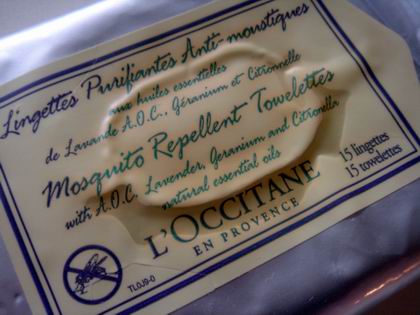 Lingettes Purifiantes Anti-moustiques
aux huiles essentielles
de Lavande A.O.C., Géranium et Citronnelle
Mosquito Repellent Towelettes
with A.O.C. Lavender, Geranium and Citronella
natural essential oils
15 lingettes
15 towelettes
L'OCCITANE
EN PROVENCE
TLOJ9-0